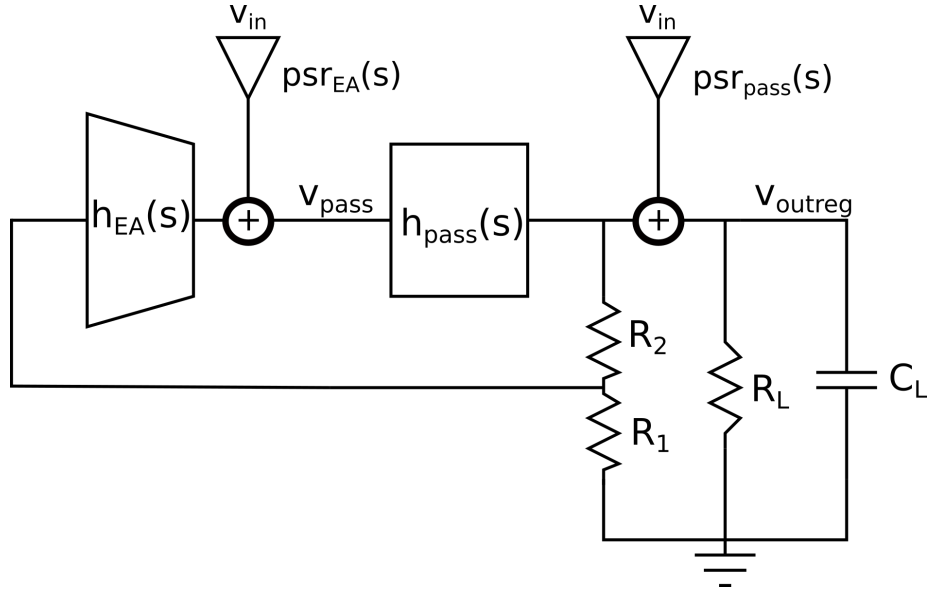 v_in
psr_EA(s)
v_in
psr_pass(s)
h_EA(s)
+
v_pass
h_pass(s)
+
v_outreg
R_2
R_1
R_L
C_L